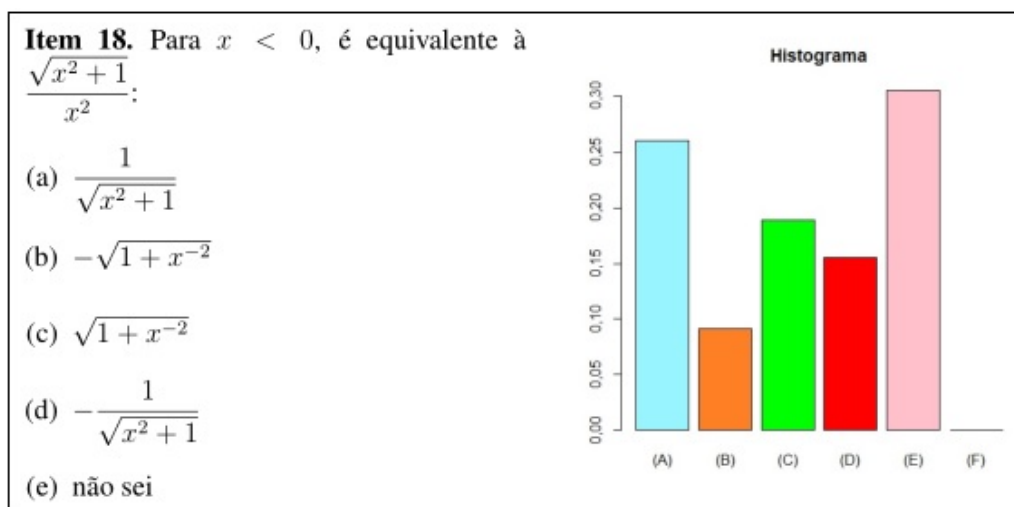 Item 18. Para x < 0, é equivalente à
√(x² + 1) / x²:
(a) 1 / √(x² + 1)
(b) −√(1 + x⁻²)
(c) √(1 + x⁻²)
(d) −1 / √(x² + 1)
(e) não sei
Histograma
0,30
0,25
0,20
0,15
0,10
0,05
0,00
(A) (B) (C) (D) (E) (F)